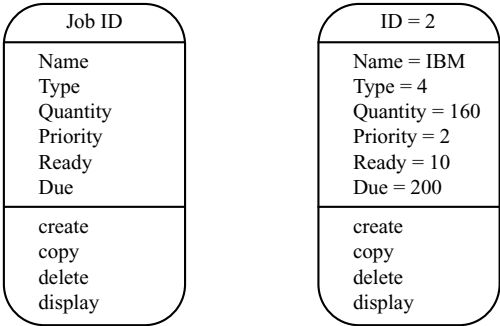 Job ID
Name
Type
Quantity
Priority
Ready
Due
create
copy
delete
display
ID = 2
Name = IBM
Type = 4
Quantity = 160
Priority = 2
Ready = 10
Due = 200
create
copy
delete
display